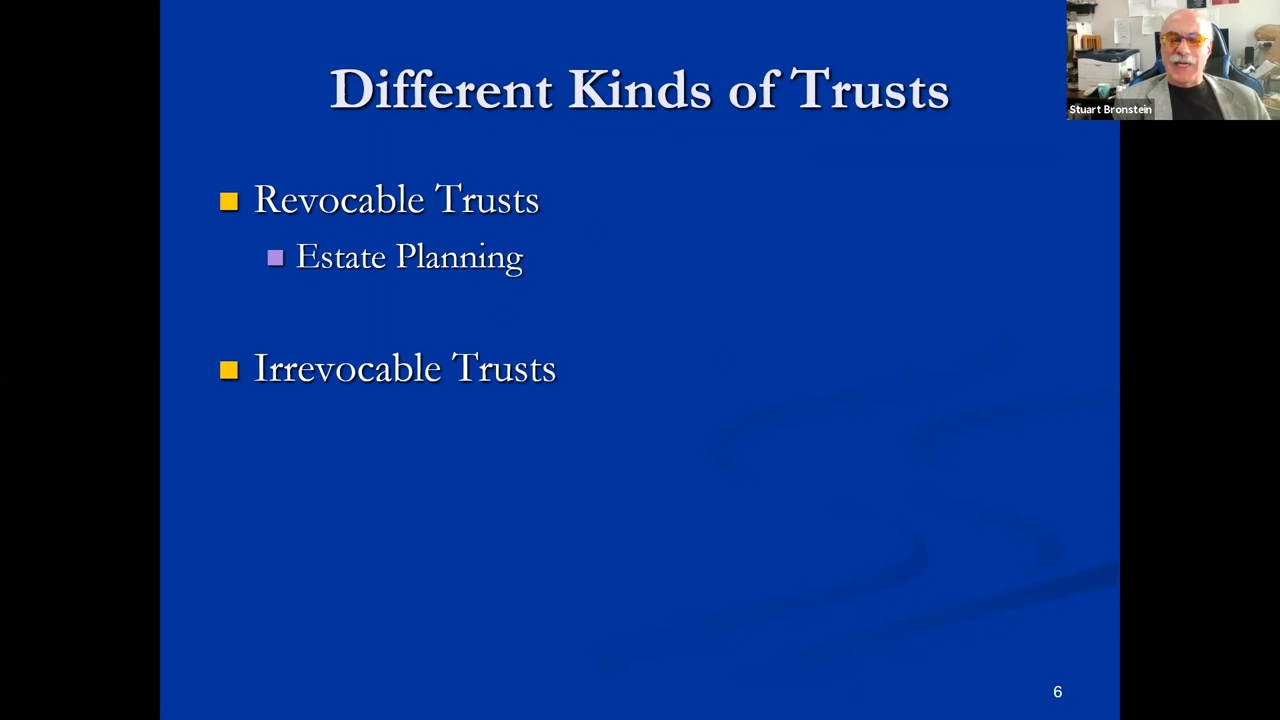 Different Kinds of Trusts
Stuart Bronstein
Revocable Trusts
Estate Planning
Irrevocable Trusts
6